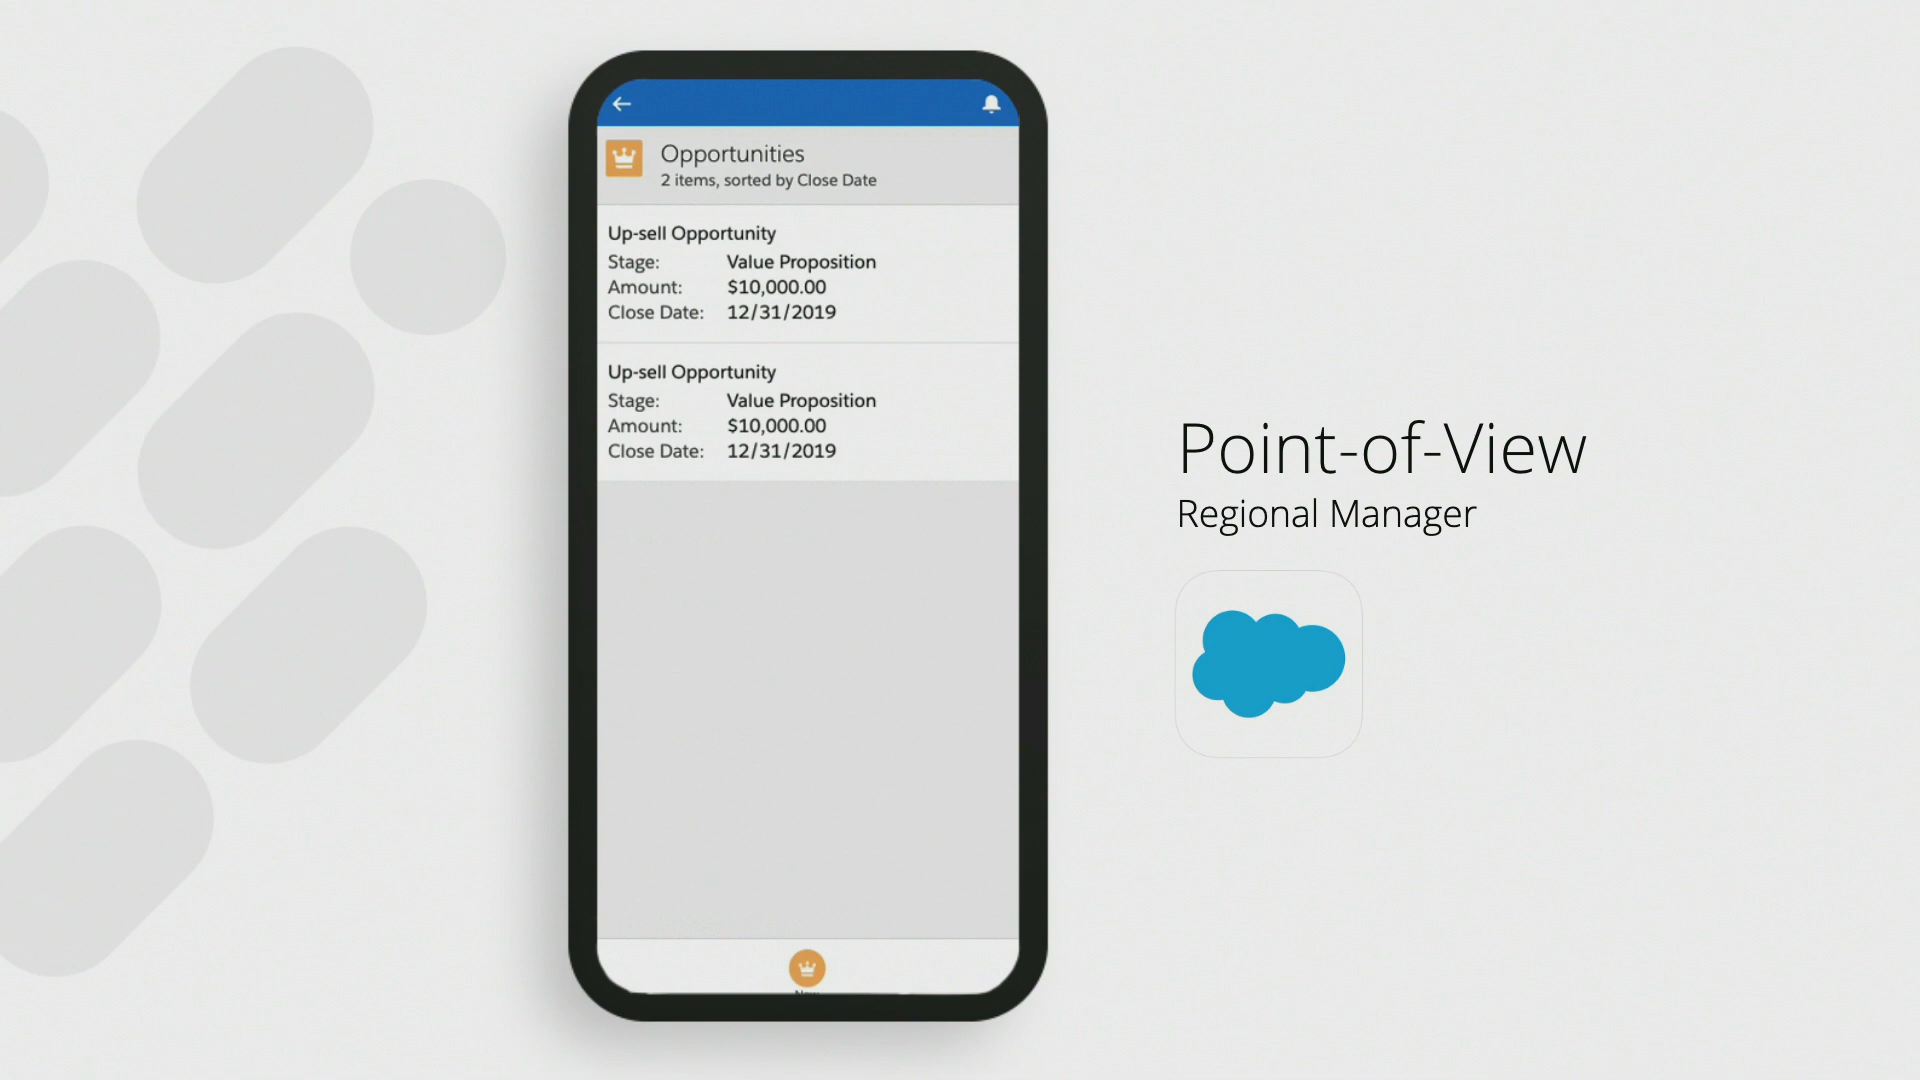 Opportunities
2 items, sorted by Close Date
Up-sell Opportunity
Stage: Value Proposition
Amount: $10,000.00
Close Date: 12/31/2019
Up-sell Opportunity
Stage: Value Proposition
Amount: $10,000.00
Close Date: 12/31/2019
Point-of-View
Regional Manager